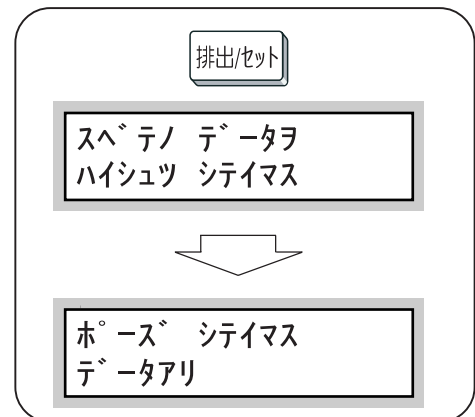 排出/セット
スベテノ データヲ
ハイシュツ シテイマス
ポーズ シテイマス
データアリ